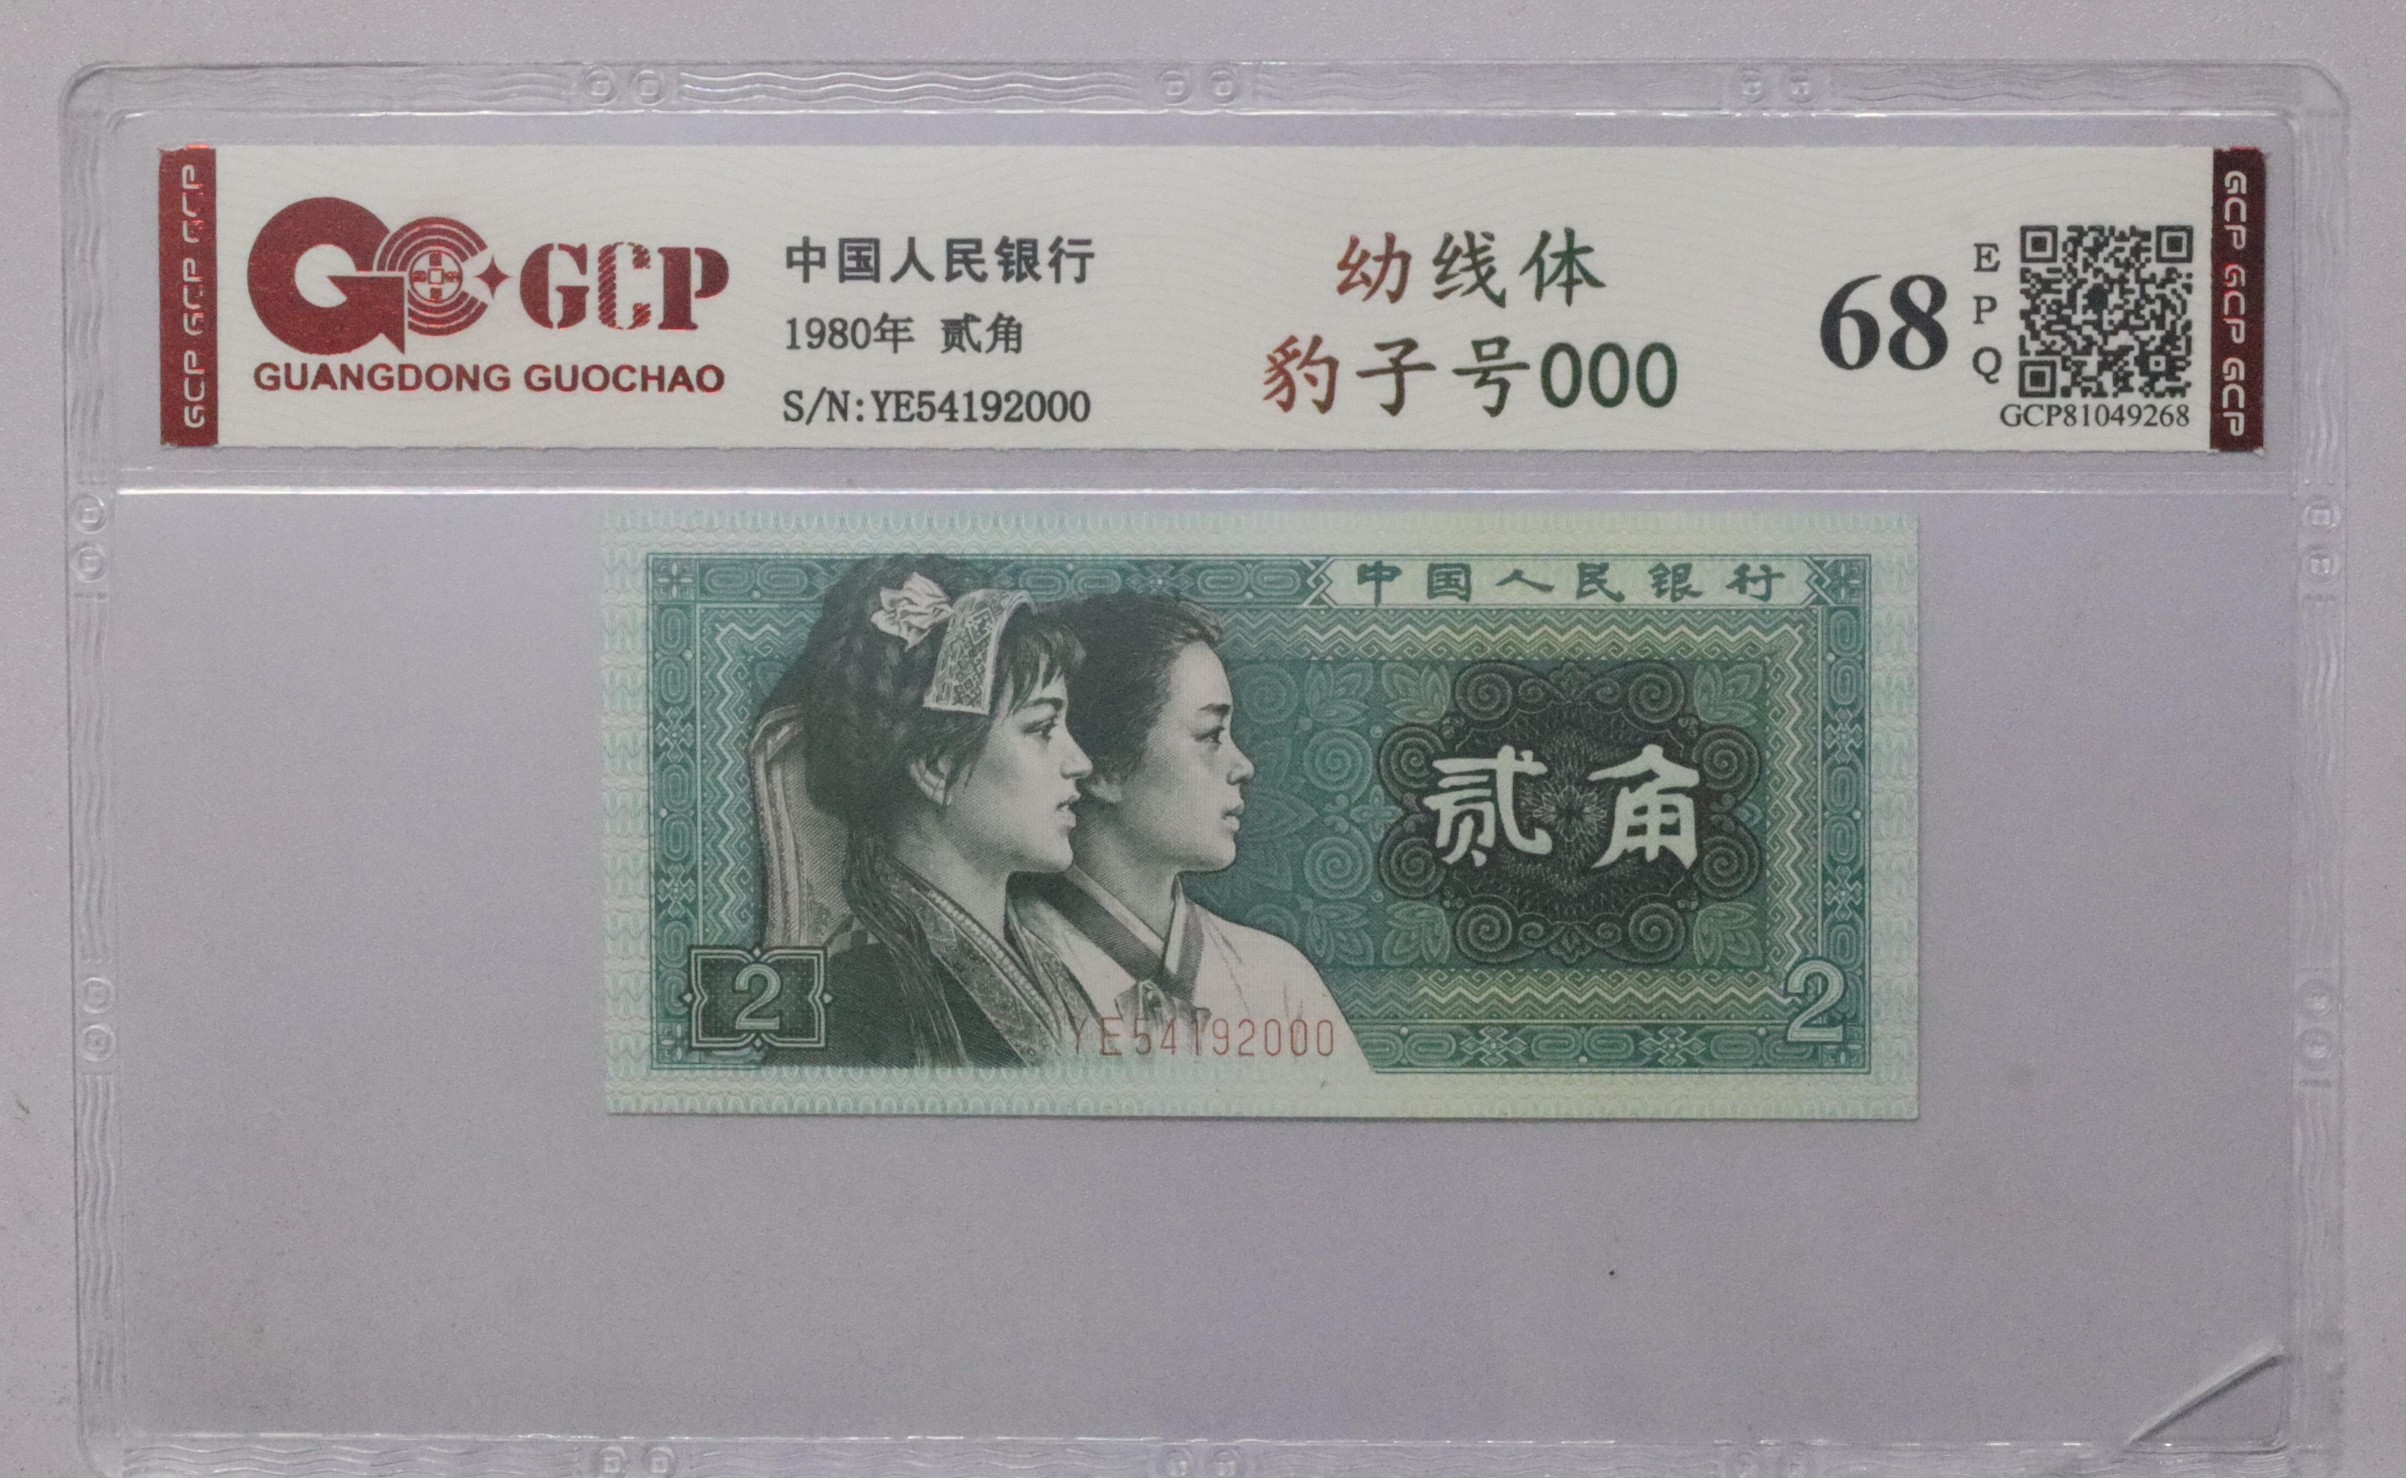 GCP GCP GCP
GCP
GUANGDONG GUOCHAO
中国人民银行
1980年 贰角
S/N:YE54192000
幼线体
豹子号000
68
E
P
Q
GCP81049268
GCP GCP GCP
中国人民银行
贰角
2
YE54192000
2